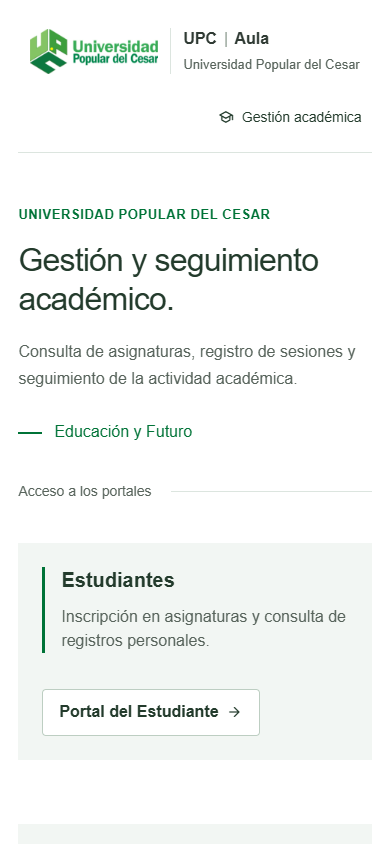 Universidad
Popular del Cesar
UPC | Aula
Universidad Popular del Cesar
Gestión académica
UNIVERSIDAD POPULAR DEL CESAR
Gestión y seguimiento
académico.
Consulta de asignaturas, registro de sesiones y
seguimiento de la actividad académica.
Educación y Futuro
Acceso a los portales
Estudiantes
Inscripción en asignaturas y consulta de
registros personales.
Portal del Estudiante →